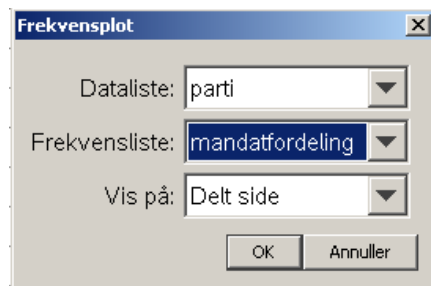 Frekvensplot
Dataliste: parti
Frekvensliste: mandatfordeling
Vis på: Delt side
OK Annuller